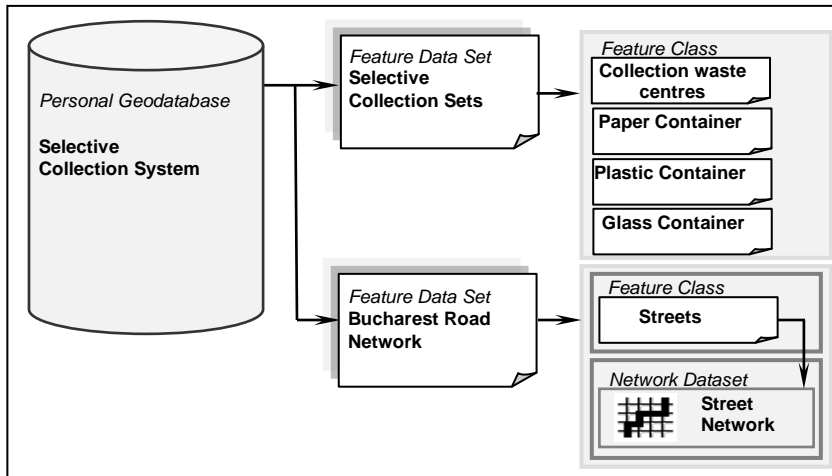 Personal Geodatabase
Selective
Collection System
Feature Data Set
Selective
Collection Sets
Feature Class
Collection waste
centres
Paper Container
Plastic Container
Glass Container
Feature Data Set
Bucharest Road
Network
Feature Class
Streets
Network Dataset
Street
Network